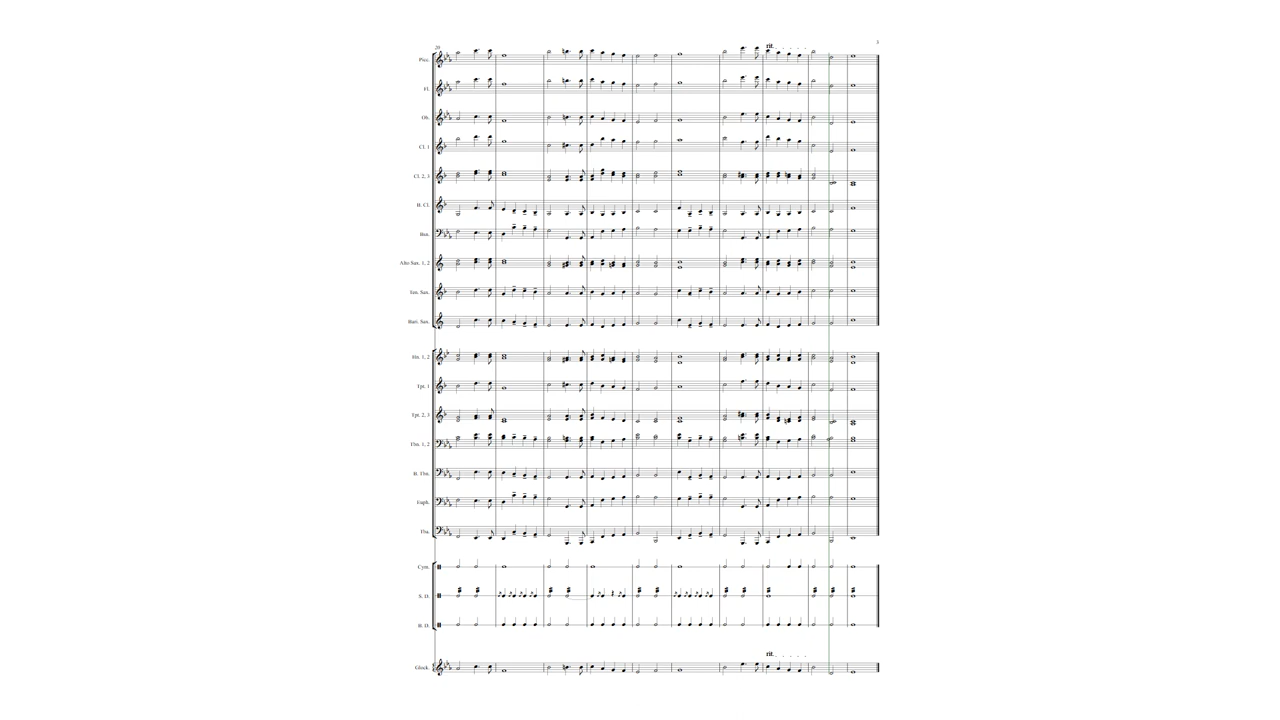 20
3
rit. . . . . .
Picc.
Fl.
Ob.
Cl. 1
Cl. 2, 3
B. Cl.
Bsn.
Alto Sax. 1, 2
Ten. Sax.
Bari. Sax.
Hn. 1, 2
Tpt. 1
Tpt. 2, 3
Tbn. 1, 2
B. Tbn.
Euph.
Tba.
Cym.
S. D.
B. D.
rit. . . . . .
Glock.